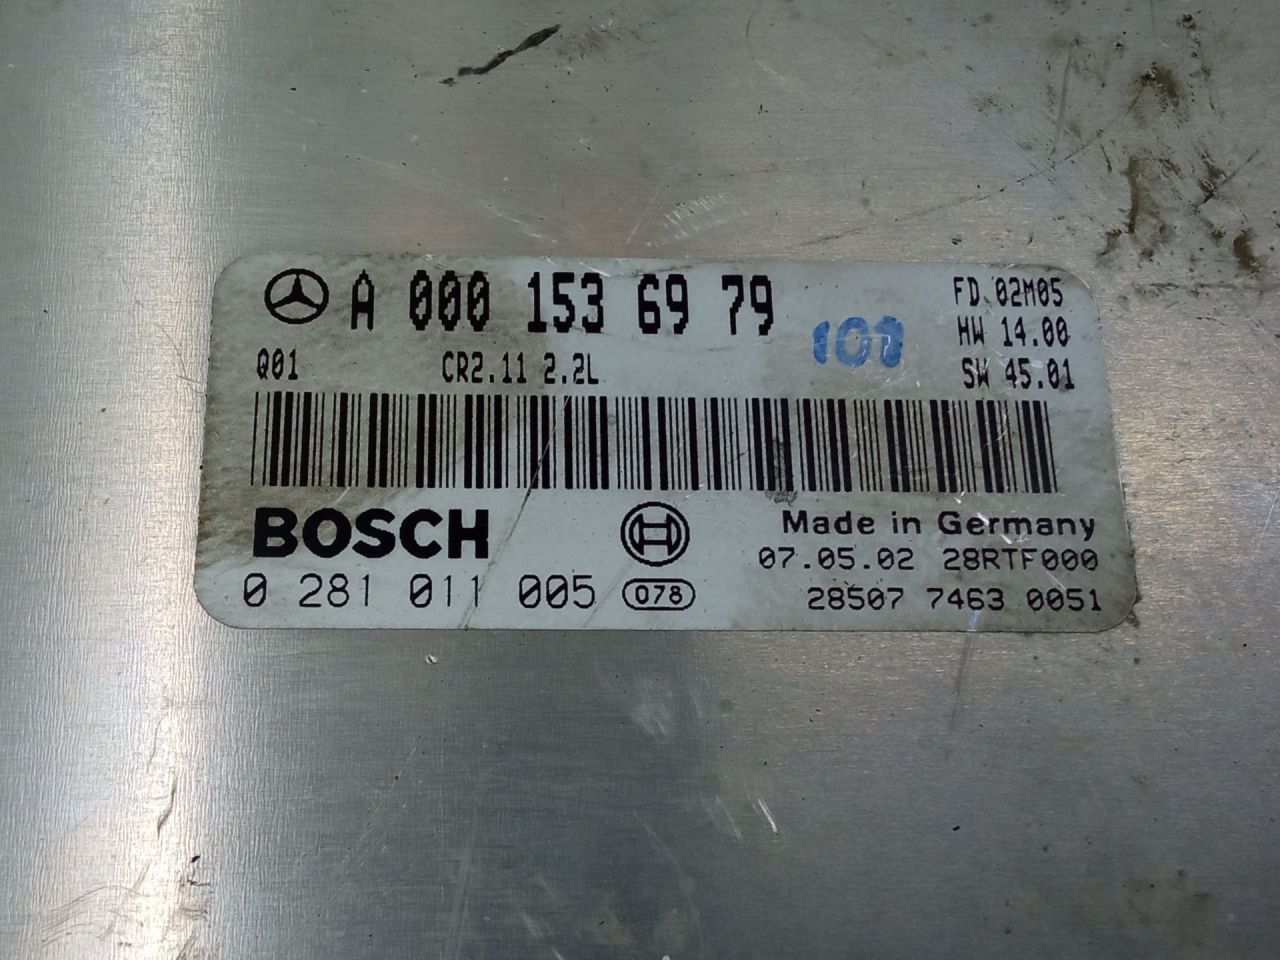 A 000 153 69 79
FD 02M05
HW 14.00
Q01 CR2.11 2.2L
SW 45.01
101
BOSCH
Made in Germany
07.05.02 28RTF000
0 281 011 005 078
28507 7463 0051